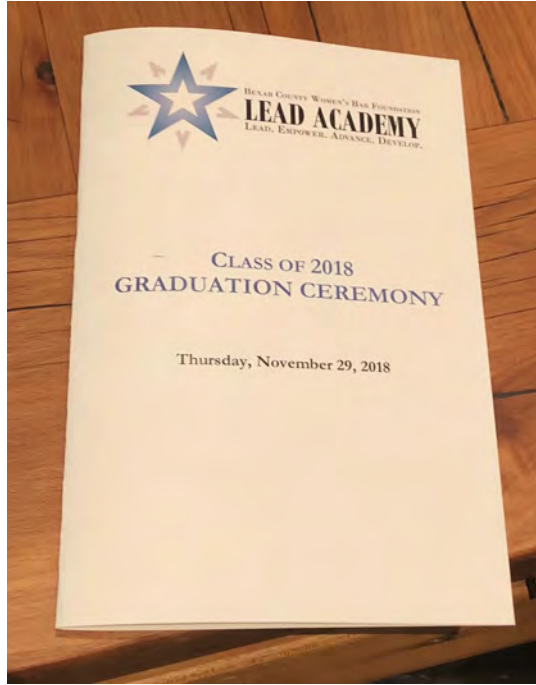 Bexar County Women's Bar Foundation
LEAD ACADEMY
Lead. Empower. Advance. Develop.
Class of 2018
GRADUATION CEREMONY
Thursday, November 29, 2018